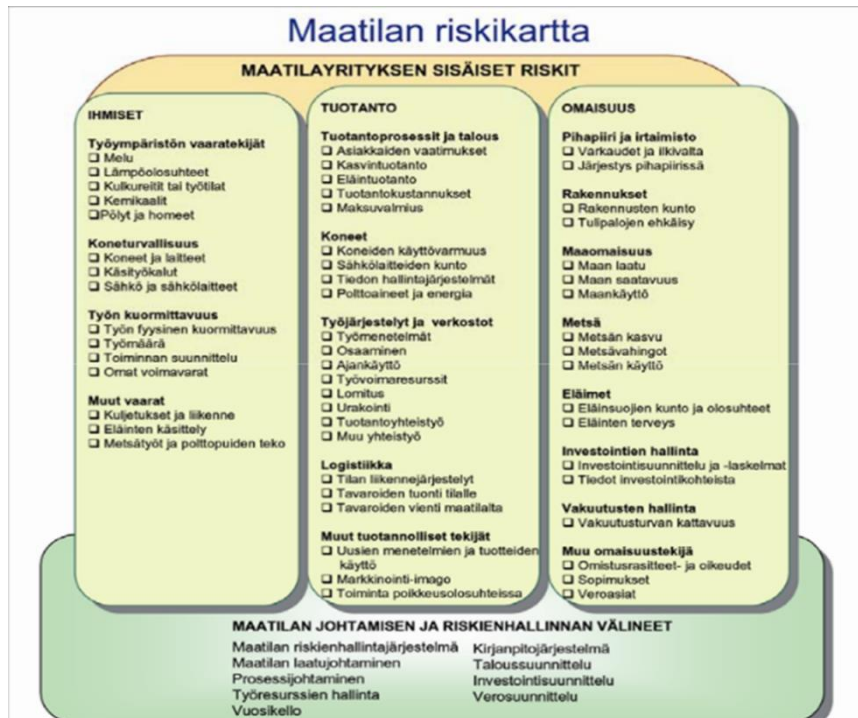 Maatilan riskikartta
MAATILAYRITYKSEN SISÄISET RISKIT
IHMISET
Työympäristön vaaratekijät
❑ Melu
❑ Lämpöolosuhteet
❑ Kulkureitit tai työtilat
❑ Kemikaalit
❑Pölyt ja homeet
Koneturvallisuus
❑ Koneet ja laitteet
❑ Käsityökalut
❑ Sähkö ja sähkölaitteet
Työn kuormittavuus
❑ Työn fyysinen kuormittavuus
❑ Työmäärä
❑ Toiminnan suunnittelu
❑ Omat voimavarat
Muut vaarat
❑ Kuljetukset ja liikenne
❑ Eläinten käsittely
❑ Metsätyöt ja polttopuiden teko
TUOTANTO
Tuotantoprosessit ja talous
❑ Asiakkaiden vaatimukset
❑ Kasvintuotanto
❑ Eläintuotanto
❑ Tuotantokustannukset
❑ Maksuvalmius
Koneet
❑ Koneiden käyttövarmuus
❑ Sähkölaitteiden kunto
❑ Tiedon hallintajärjestelmät
❑ Polttoaineet ja energia
Työjärjestelyt ja verkostot
❑ Työmenetelmät
❑ Osaaminen
❑ Ajankäyttö
❑ Työvoimaresurssit
❑ Lomitus
❑ Urakointi
❑ Tuotantoyhteistyö
❑ Muu yhteistyö
Logistiikka
❑ Tilan liikennejärjestelyt
❑ Tavaroiden tuonti tilalle
❑ Tavaroiden vienti maatilalta
Muut tuotannolliset tekijät
❑ Uusien menetelmien ja tuotteiden
käyttö
❑ Markkinointi-imago
❑ Toiminta poikkeusolosuhteissa
OMAISUUS
Pihapiiri ja irtaimisto
❑ Varkaudet ja ilkivalta
❑ Järjestys pihapiirissä
Rakennukset
❑ Rakennusten kunto
❑ Tulipalojen ehkäisy
Maaomaisuus
❑ Maan laatu
❑ Maan saatavuus
❑ Maankäyttö
Metsä
❑ Metsän kasvu
❑ Metsävahingot
❑ Metsän käyttö
Eläimet
❑ Eläinsuojien kunto ja olosuhteet
❑ Eläinten terveys
Investointien hallinta
❑ Investointisuunnittelu ja -laskelmat
❑ Tiedot investointikohteista
Vakuutusten hallinta
❑ Vakuutusturvan kattavuus
Muu omaisuustekijä
❑ Omistusrasitteet- ja oikeudet
❑ Sopimukset
❑ Veroasiat
MAATILAN JOHTAMISEN JA RISKIENHALLINNAN VÄLINEET
Maatilan riskienhallintajärjestelmä
Maatilan laatujohtaminen
Prosessijohtaminen
Työresurssien hallinta
Vuosikello
Kirjanpitojärjestelmä
Taloussuunnittelu
Investointisuunnittelu
Verosuunnittelu